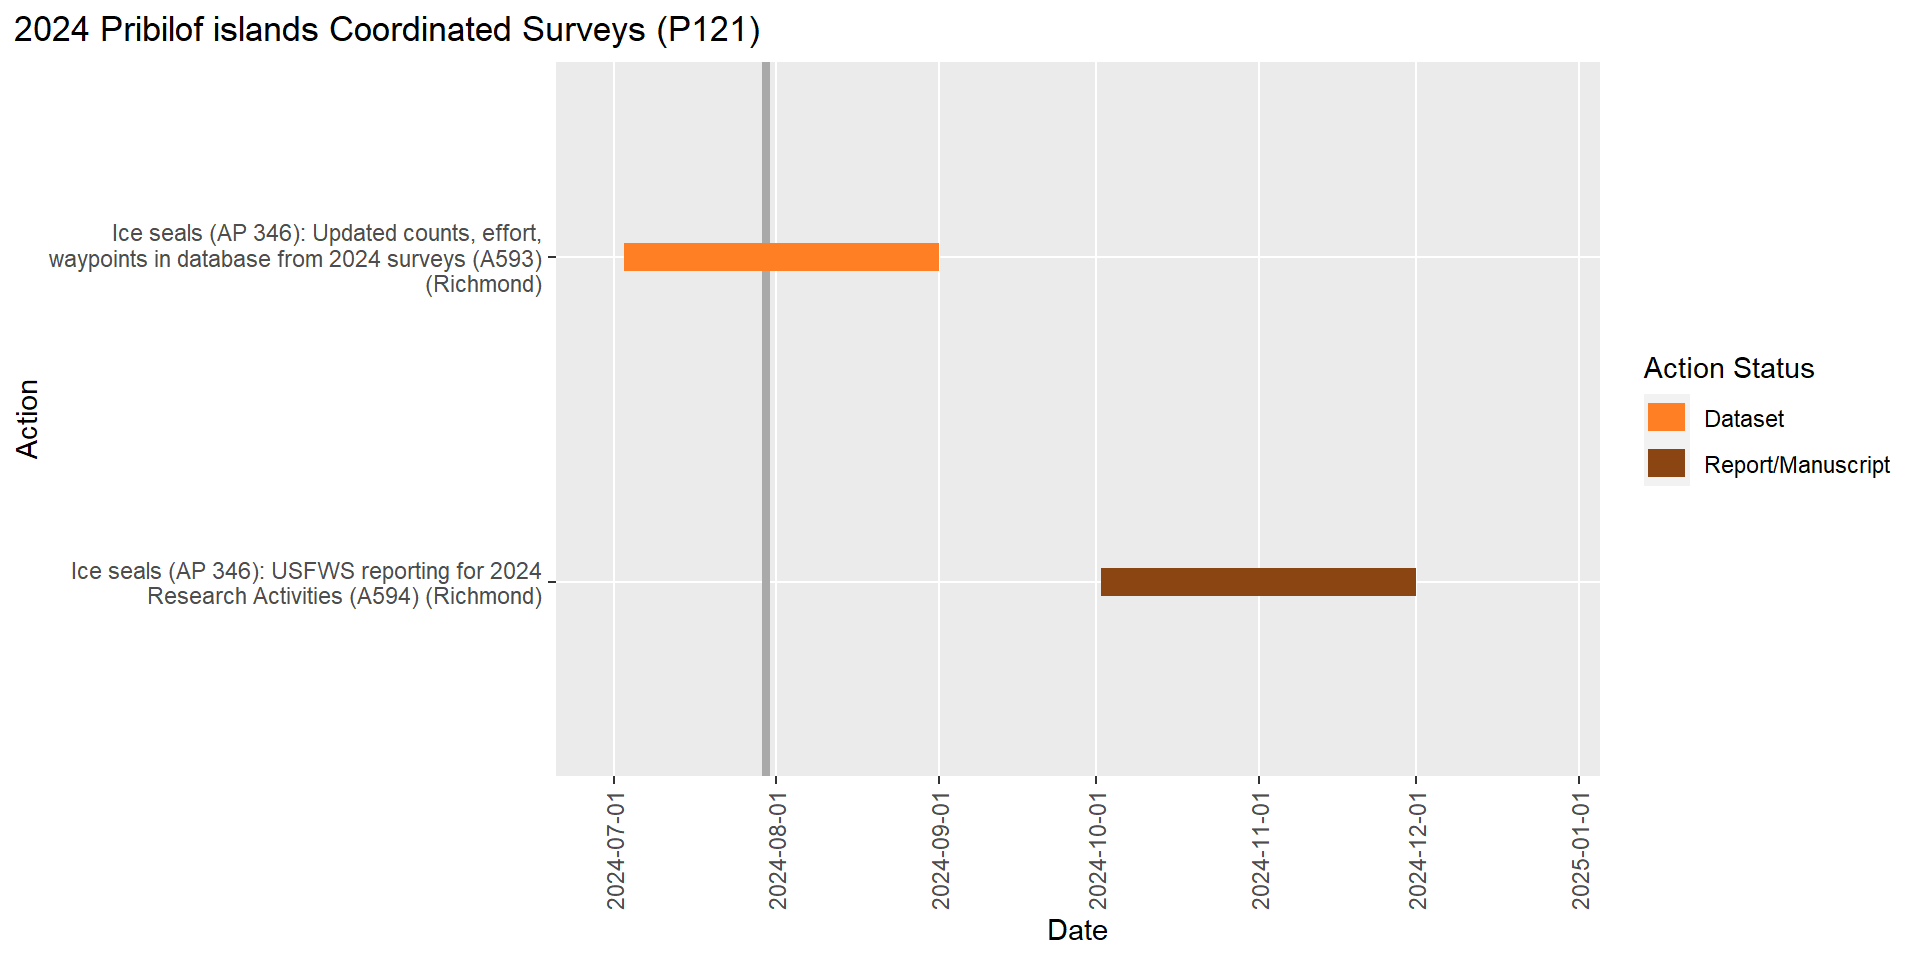 2024 Pribilof islands Coordinated Surveys (P121)
Ice seals (AP 346): Updated counts, effort,
waypoints in database from 2024 surveys (A593)
(Richmond)
Ice seals (AP 346): USFWS reporting for 2024
Research Activities (A594) (Richmond)
Action
2024-07-01
2024-08-01
2024-09-01
2024-10-01
2024-11-01
2024-12-01
2025-01-01
Date
Action Status
Dataset
Report/Manuscript